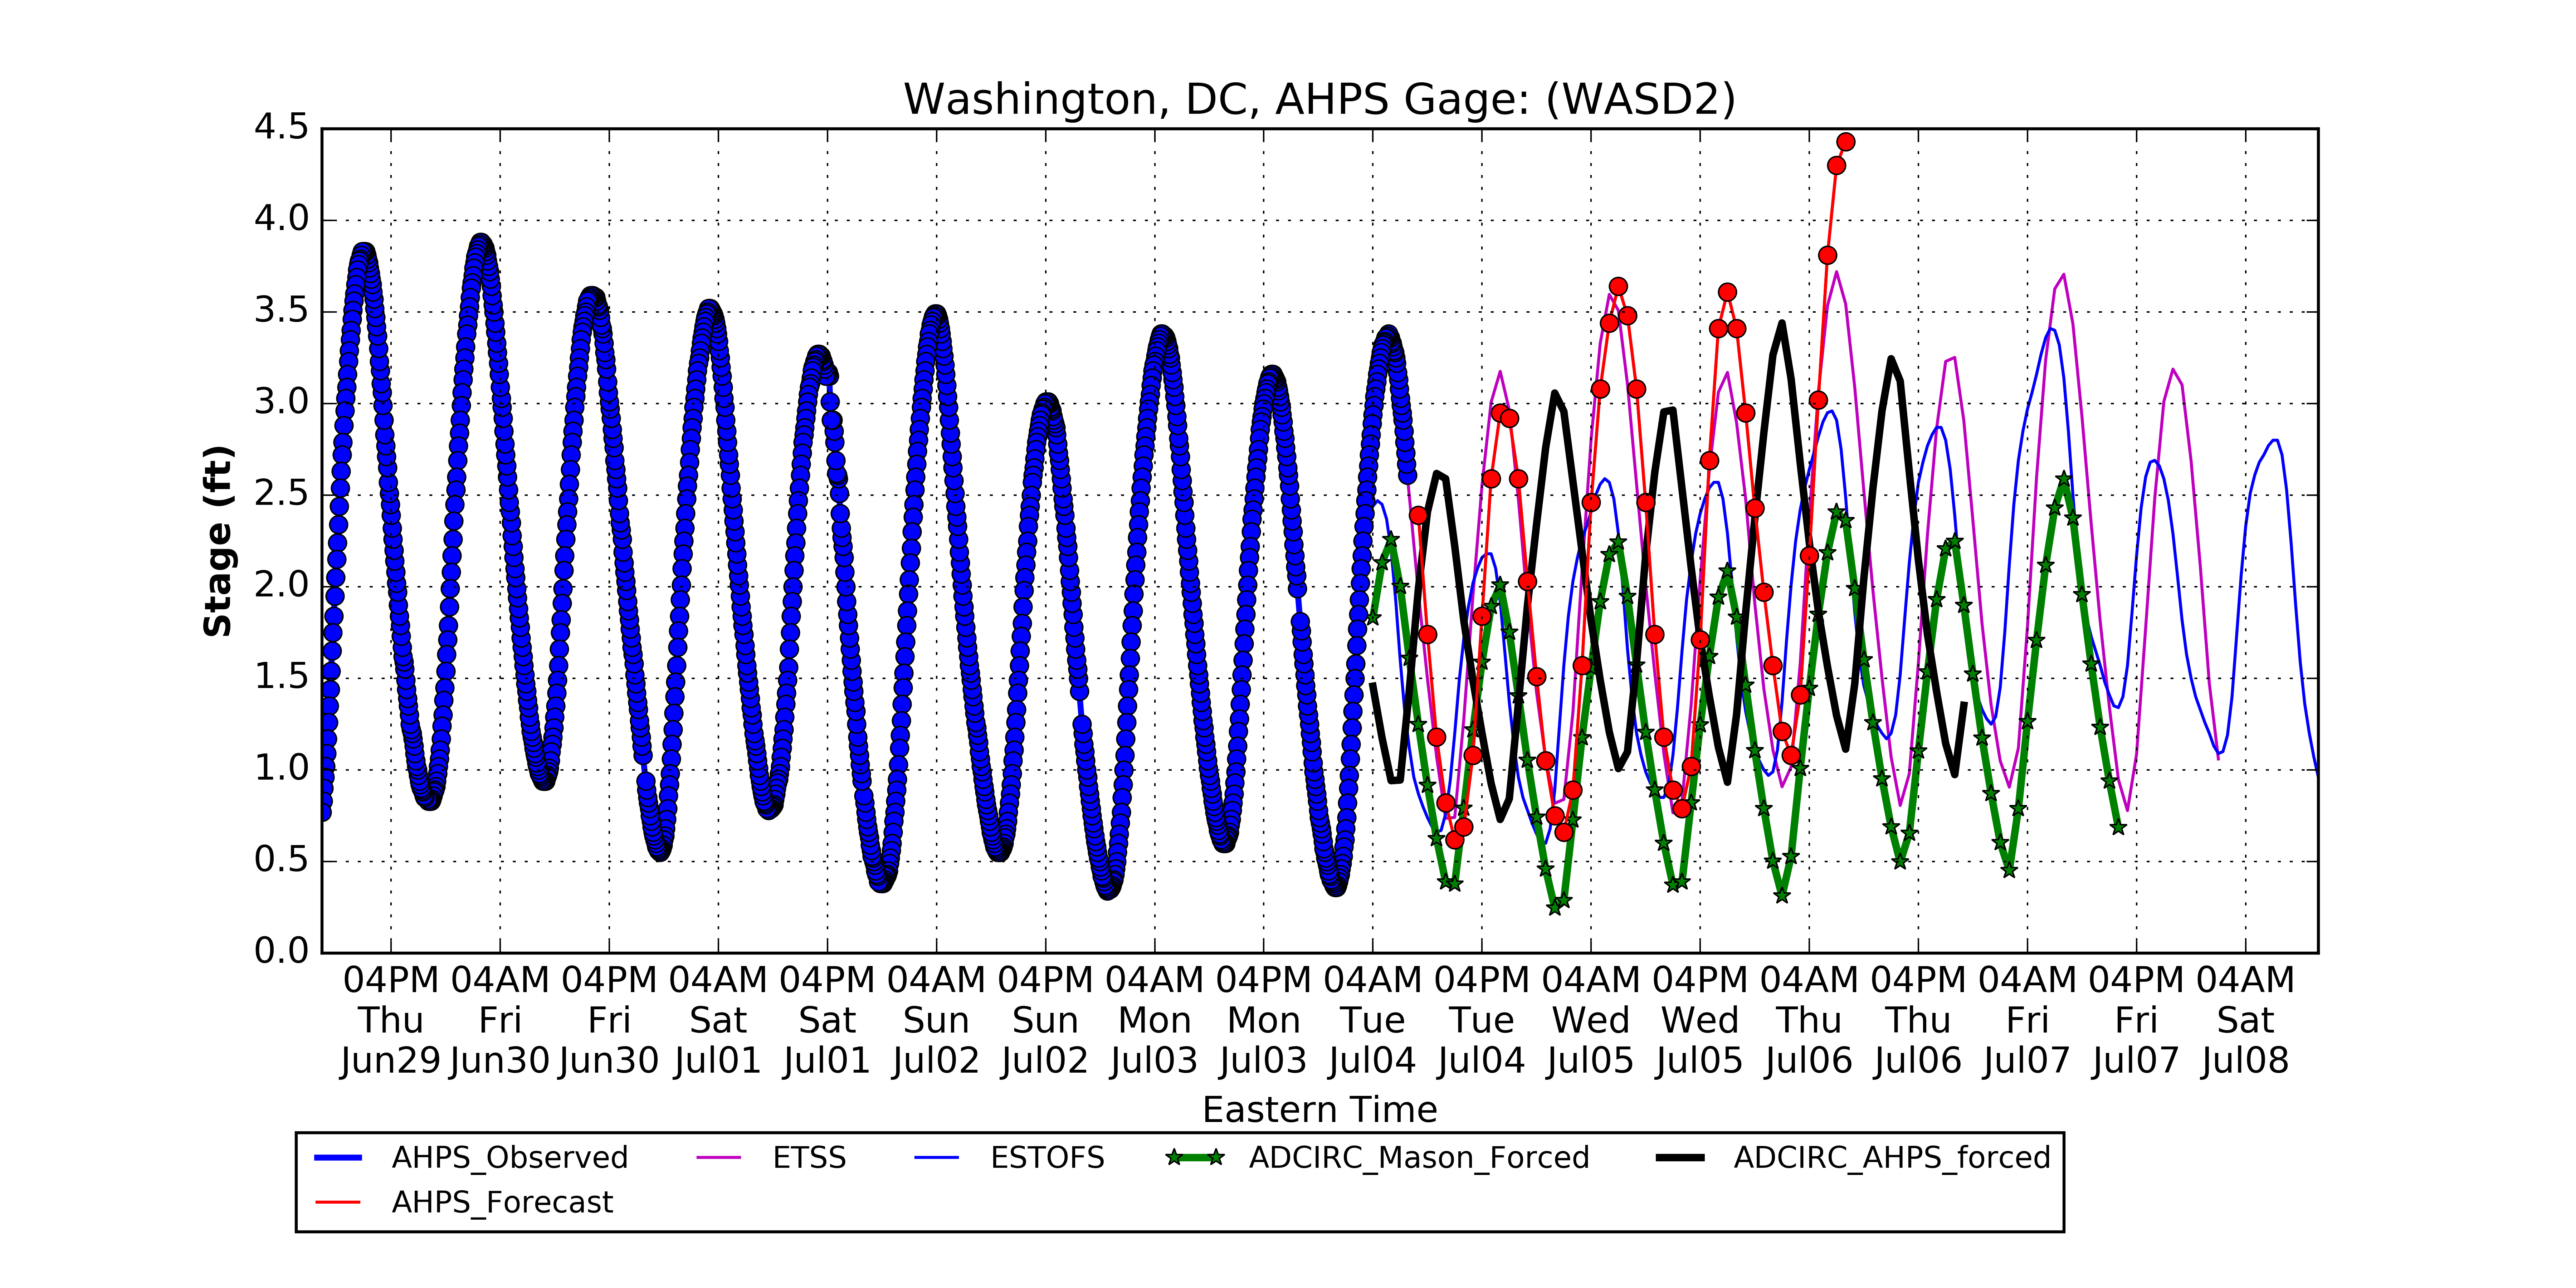 Washington, DC, AHPS Gage: (WASD2)
4.5
4.0
3.5
3.0
2.5
2.0
1.5
1.0
0.5
0.0
Stage (ft)
04PM 04AM 04PM 04AM 04PM 04AM 04PM 04AM 04PM 04AM 04PM 04AM 04PM 04AM 04PM 04AM 04PM 04AM
Thu Fri Fri Sat Sat Sun Sun Mon Mon Tue Tue Wed Wed Thu Thu Fri Fri Sat
Jun29 Jun30 Jun30 Jul01 Jul01 Jul02 Jul02 Jul03 Jul03 Jul04 Jul04 Jul05 Jul05 Jul06 Jul06 Jul07 Jul07 Jul08
Eastern Time
AHPS_Observed ETSS ESTOFS ADCIRC_Mason_Forced ADCIRC_AHPS_forced
AHPS_Forecast